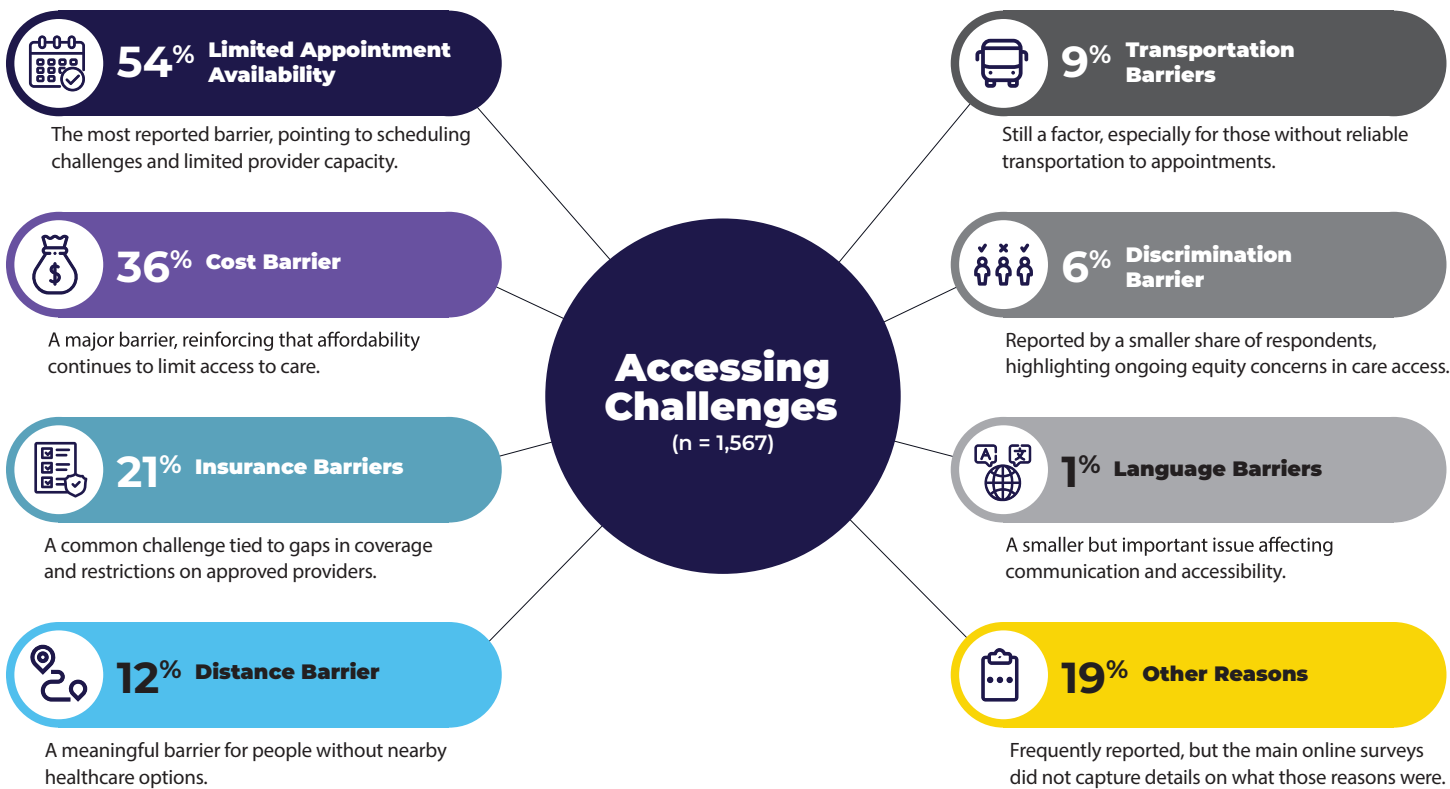 54% Limited Appointment
Availability
The most reported barrier, pointing to scheduling
challenges and limited provider capacity.
36% Cost Barrier
A major barrier, reinforcing that affordability
continues to limit access to care.
21% Insurance Barriers
A common challenge tied to gaps in coverage
and restrictions on approved providers.
12% Distance Barrier
A meaningful barrier for people without nearby
healthcare options.
Accessing
Challenges
(n = 1,567)
9% Transportation
Barriers
Still a factor, especially for those without reliable
transportation to appointments.
6% Discrimination
Barrier
Reported by a smaller share of respondents,
highlighting ongoing equity concerns in care access.
A 文
1% Language Barriers
A smaller but important issue affecting
communication and accessibility.
19% Other Reasons
Frequently reported, but the main online surveys
did not capture details on what those reasons were.